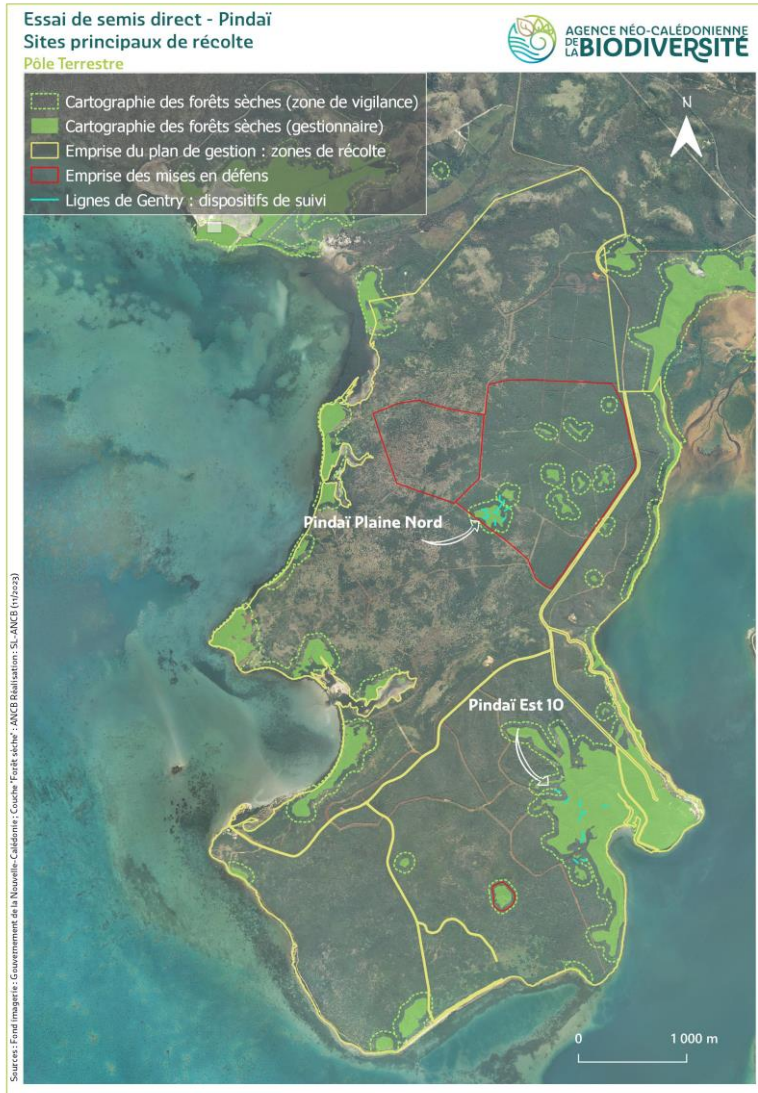 Essai de semis direct - Pindaï
Sites principaux de récolte
Pôle Terrestre
AGENCE NÉO-CALÉDONIENNE
DE LA BIODIVERSITÉ
Cartographie des forêts sèches (zone de vigilance)
Cartographie des forêts sèches (gestionnaire)
Emprise du plan de gestion : zones de récolte
Emprise des mises en défens
Lignes de Gentry : dispositifs de suivi
N
Pindaï Plaine Nord
Pindaï Est 10
Sources : Fond imagerie : Gouvernement de la Nouvelle-Calédonie ; Couche "Forêt sèche" : ANCB Réalisation : SL-ANCB (11/2023)
0 1 000 m